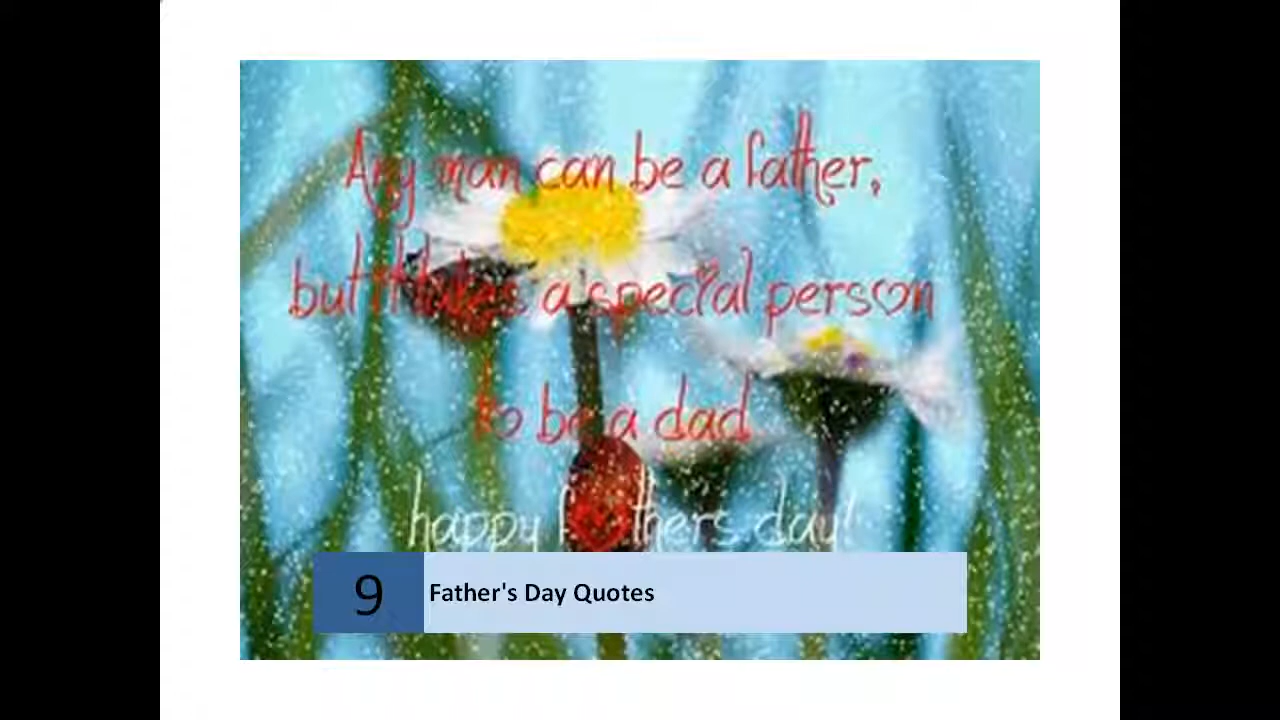 Any man can be a father,
but it takes a special person
to be a dad
happy fathers day!
9
Father's Day Quotes